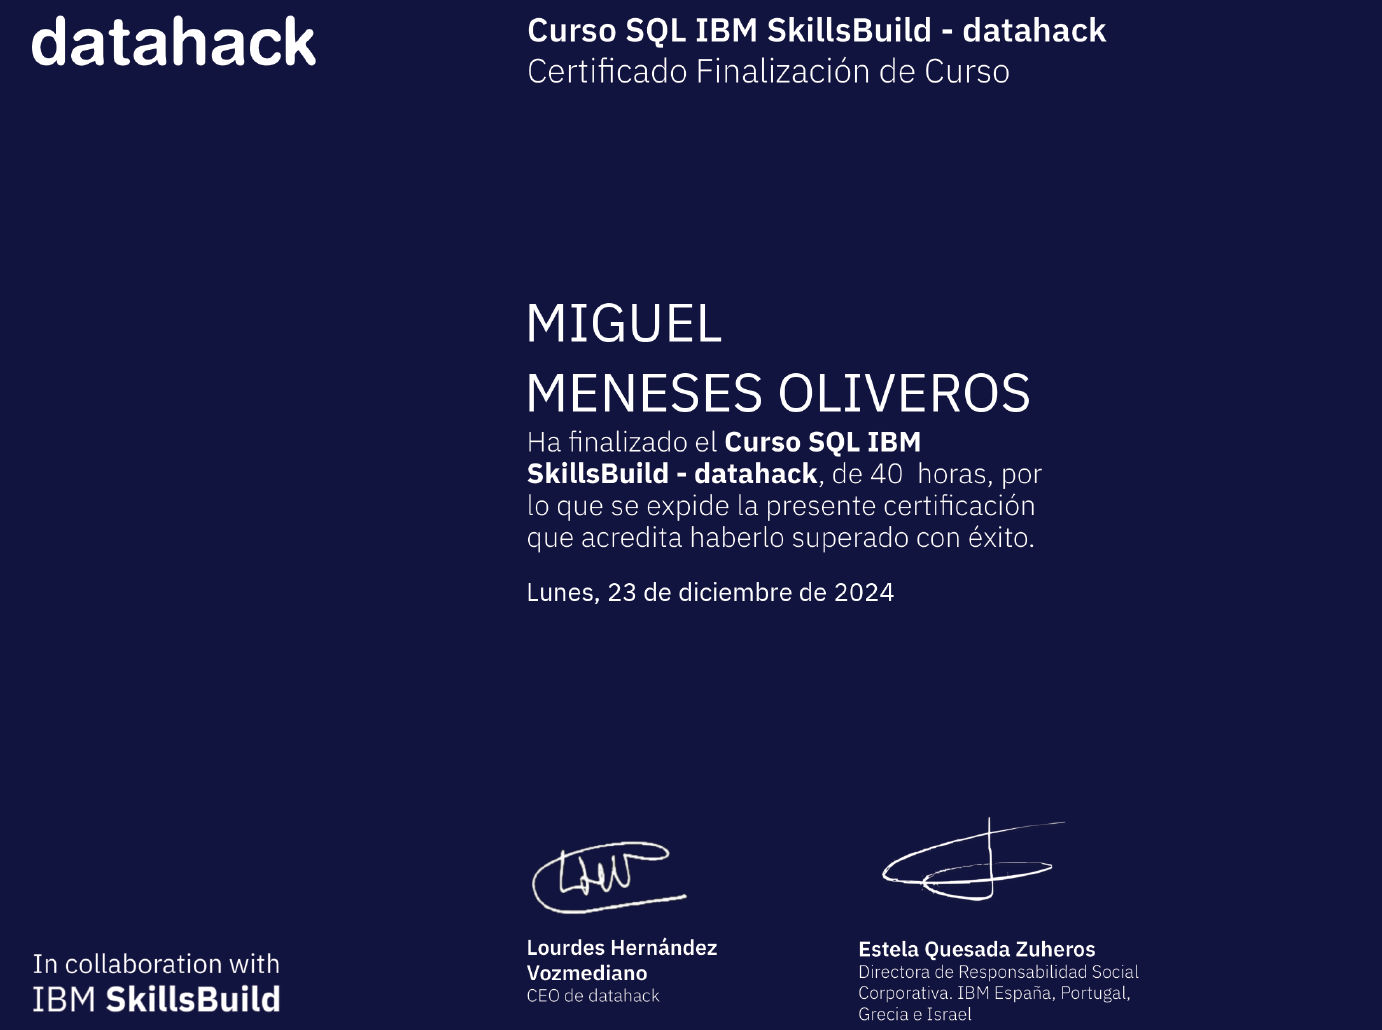 datahack
Curso SQL IBM SkillsBuild - datahack
Certificado Finalización de Curso
MIGUEL
MENESES OLIVEROS
Ha finalizado el Curso SQL IBM
SkillsBuild - datahack, de 40  horas, por
lo que se expide la presente certificación
que acredita haberlo superado con éxito.
Lunes, 23 de diciembre de 2024
Lourdes Hernández
Vozmediano
CEO de datahack
Estela Quesada Zuheros
Directora de Responsabilidad Social
Corporativa. IBM España, Portugal,
Grecia e Israel
In collaboration with
IBM SkillsBuild